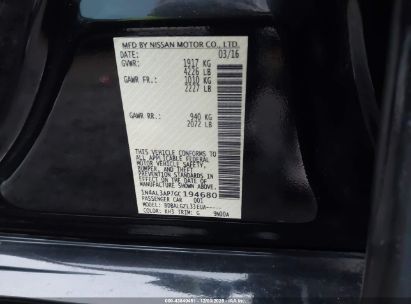 MFD BY NISSAN MOTOR CO., LTD.
DATE: 03/16
GVWR: 1917 KG
4226 LB
GAWR FR.: 1010 KG
2227 LB
GAWR RR.: 940 KG
2072 LB
THIS VEHICLE CONFORMS TO
ALL APPLICABLE FEDERAL
MOTOR VEHICLE SAFETY,
BUMPER, AND THEFT
PREVENTION STANDARDS
IN EFFECT ON THE DATE OF
MANUFACTURE SHOWN ABOVE.
1N4AL3AP7GC194680
PASSENGER CAR 001
MODEL:
COLOR: KH3 TRIM: G